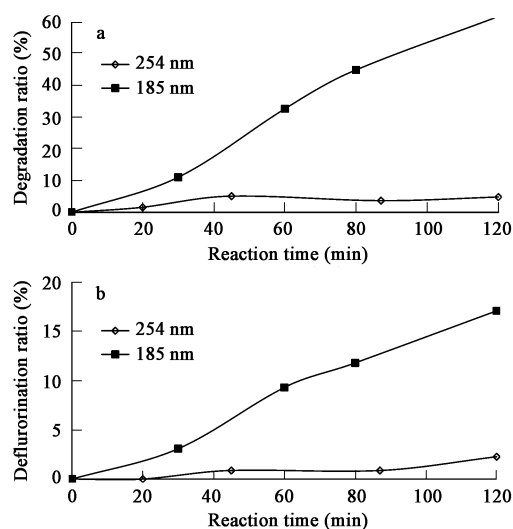 a
254 nm
185 nm
Degradation ratio (%)
60
50
40
30
20
10
0
0 20 40 60 80 100 120
Reaction time (min)
b
254 nm
185 nm
Deflurorination ratio (%)
20
15
10
5
0
0 20 40 60 80 100 120
Reaction time (min)